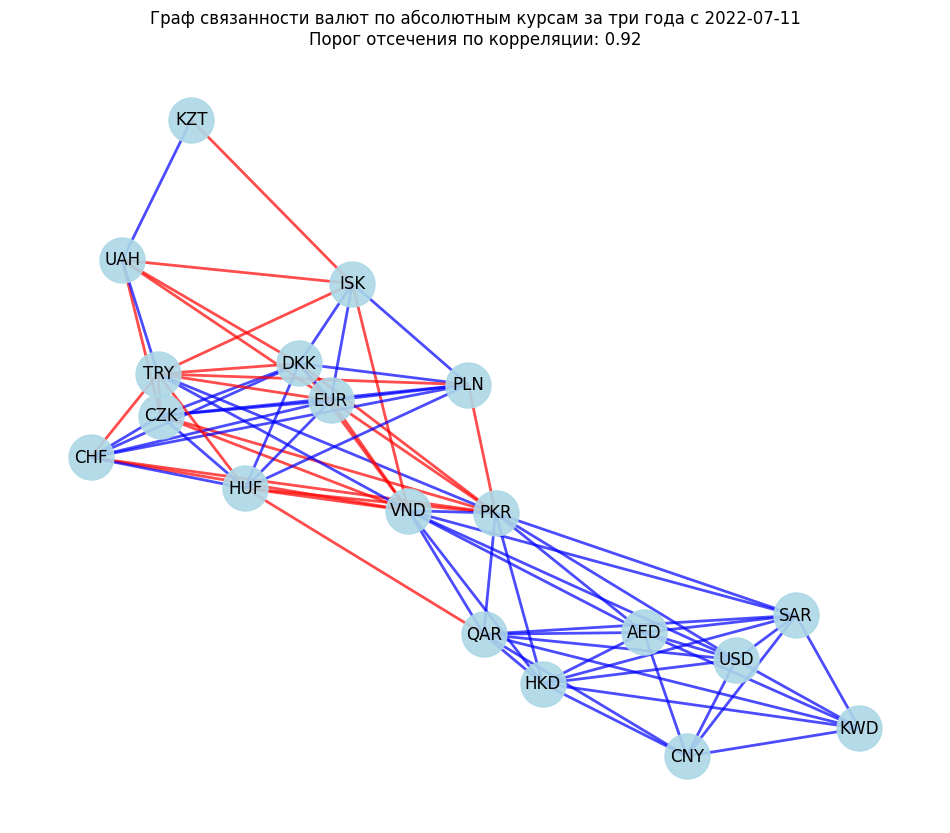 Граф связанности валют по абсолютным курсам за три года с 2022-07-11
Порог отсечения по корреляции: 0.92
KZT
UAH
ISK
DKK
TRY
PLN
EUR
CZK
CHF
HUF
VND
PKR
SAR
AED
QAR
USD
HKD
KWD
CNY